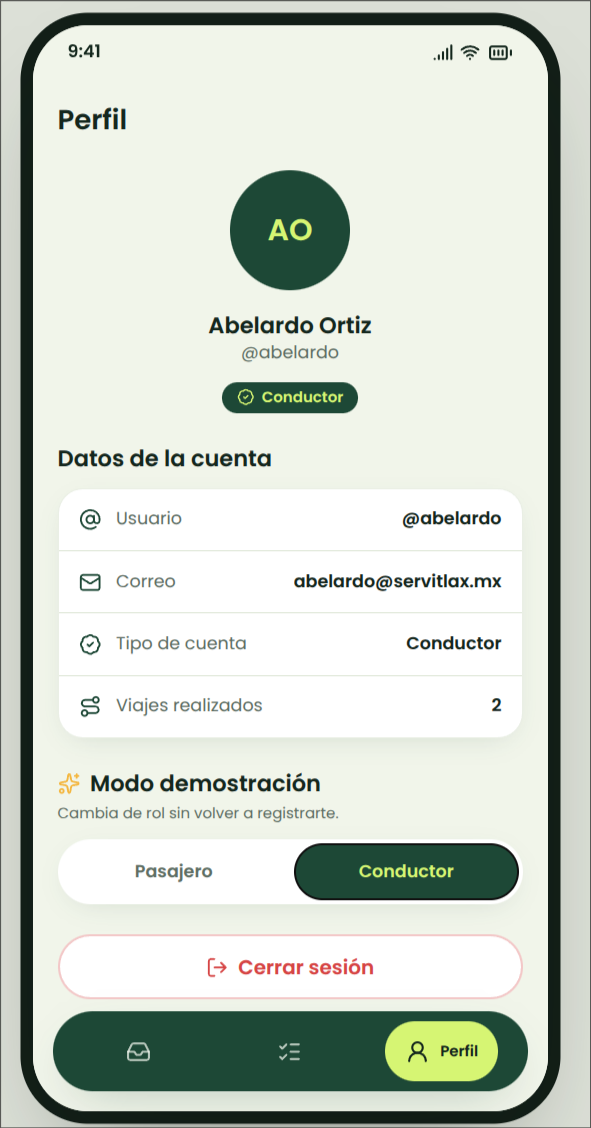 9:41
Perfil
AO
Abelardo Ortiz
@abelardo
Conductor
Datos de la cuenta
Usuario @abelardo
Correo abelardo@servitlax.mx
Tipo de cuenta Conductor
Viajes realizados 2
Modo demostración
Cambia de rol sin volver a registrarte.
Pasajero Conductor
Cerrar sesión
Perfil